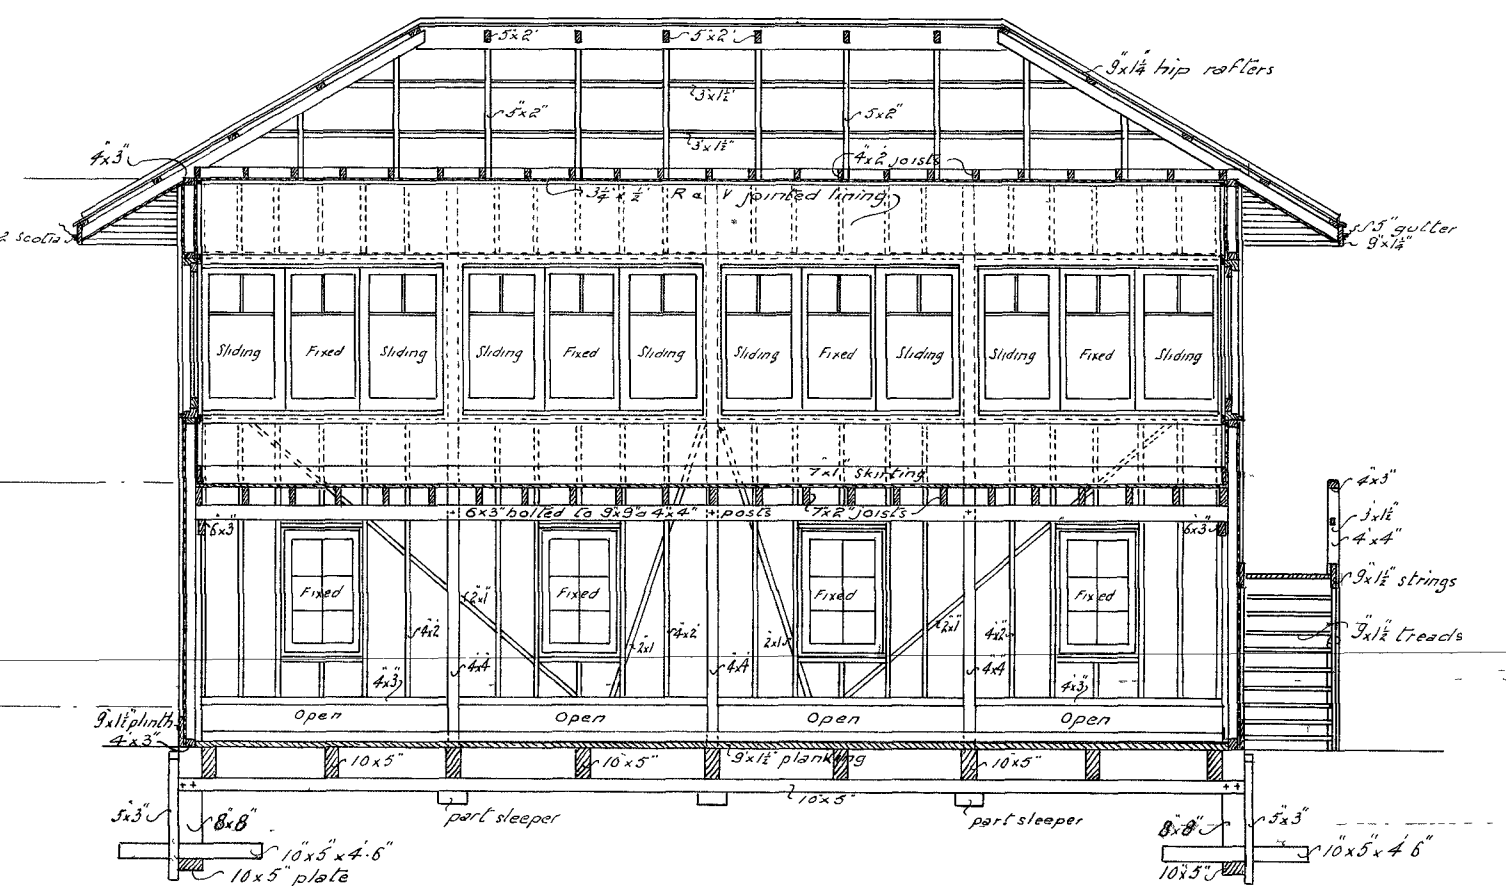 5"x2"
5"x2"
9"x1¼" hip rafters
3"x1½"
5"x2"
5"x2"
3"x1½"
4"x3"
4"x2" joists
3¼"x½" R & V jointed lining
2 Scotia
5" gutter
9"x1¼"
Sliding Fixed Sliding Sliding Fixed Sliding Sliding Fixed Sliding Sliding Fixed Sliding
7"x1" skirting
6"x3" bolted to 9"x9" & 4"x4" posts
7"x2" joists
4"x3"
6"x3"
6"x3"
3"x1½"
4"x4"
9"x1½" strings
Fixed Fixed Fixed Fixed
2"x1"
2"x1"
4"x2"
4"x2"
2"x1"
2"x1"
4"x2"
9"x1½" treads
4"x4"
4"x4"
4"x4"
4"x3"
4"x3"
Open Open Open Open
9"x1½" plinth
4"x3"
10"x5"
10"x5"
9"x1½" planking
10"x5"
10"x5"
5"x3"
8"x8"
part sleeper
part sleeper
8"x8"
5"x3"
10"x5"x4'-6"
10"x5"x4'6"
10"x5" plate
10"x5"